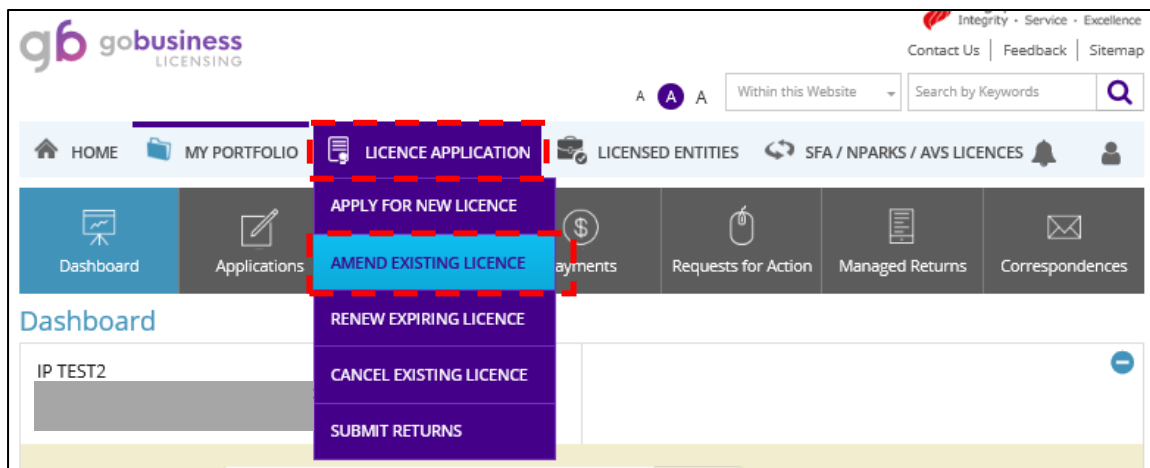 Integrity · Service · Excellence
gb gobusiness
LICENSING
Contact Us | Feedback | Sitemap
A A A Within this Website Search by Keywords
HOME MY PORTFOLIO LICENCE APPLICATION LICENSED ENTITIES SFA / NPARKS / AVS LICENCES
APPLY FOR NEW LICENCE
Dashboard Applications AMEND EXISTING LICENCE ayments Requests for Action Managed Returns Correspondences
Dashboard RENEW EXPIRING LICENCE
IP TEST2 CANCEL EXISTING LICENCE
SUBMIT RETURNS